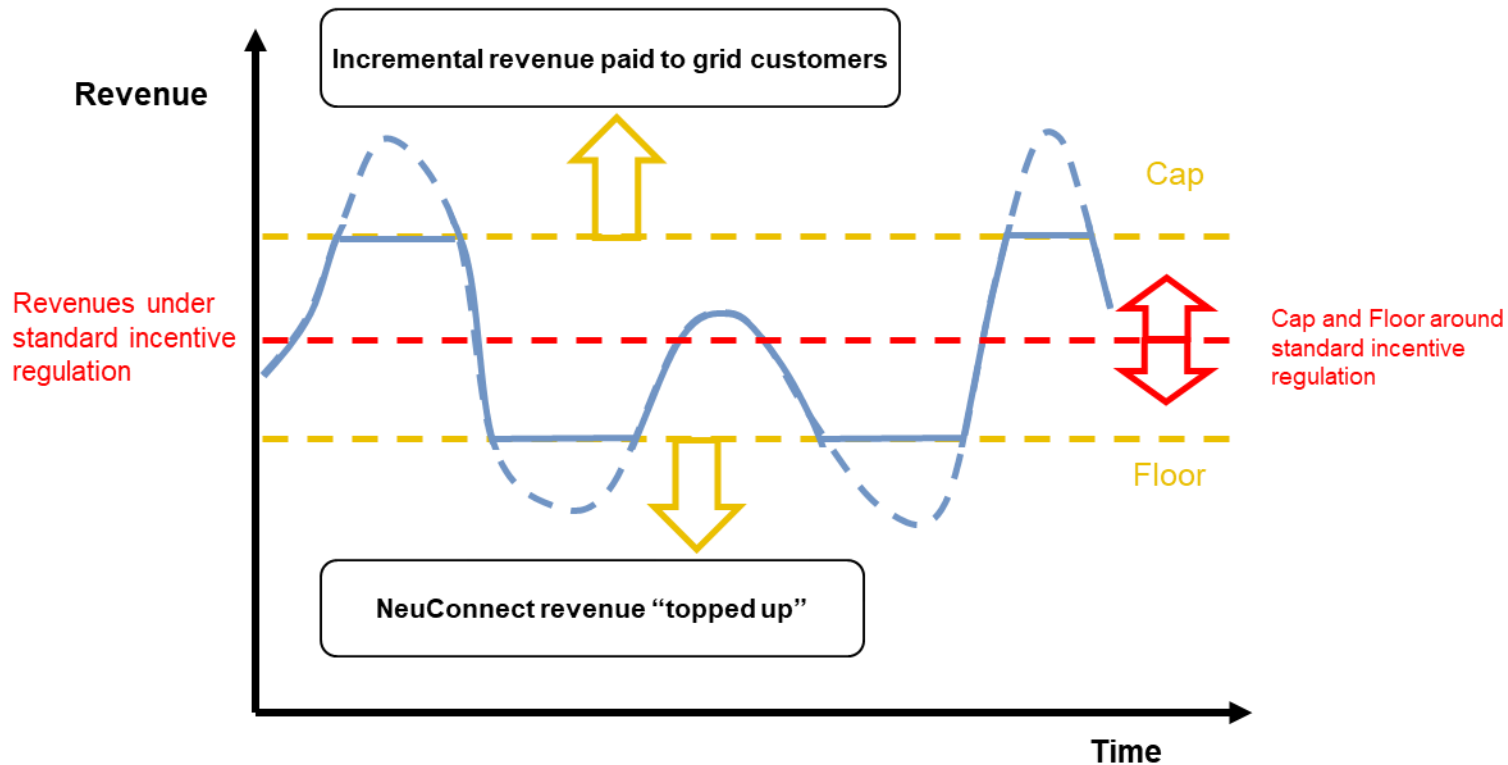 Incremental revenue paid to grid customers
Revenue
Cap
Revenues under
standard incentive
regulation
Cap and Floor around
standard incentive
regulation
Floor
NeuConnect revenue “topped up”
Time